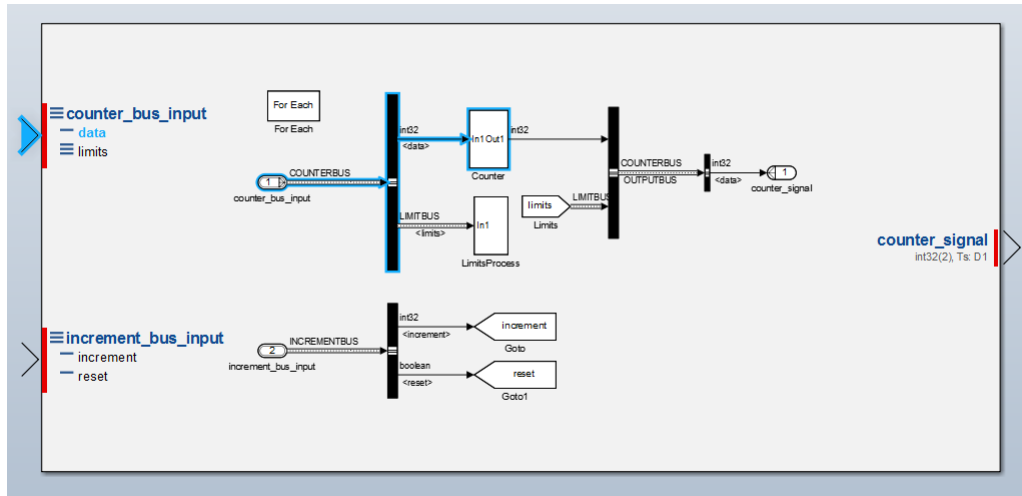 counter_bus_input
data
limits
For Each
For Each
1
COUNTERBUS
counter_bus_input
int32
<data>
In1 Out1
int32
Counter
LIMITBUS
<limits>
In1
LimitsProcess
limits
Limits
LIMITBUS
COUNTERBUS
OUTPUTBUS
int32
<data>
1
counter_signal
counter_signal
int32(2), Ts: D1
increment_bus_input
increment
reset
2
INCREMENTBUS
increment_bus_input
int32
<increment>
increment
Goto
boolean
<reset>
reset
Goto1